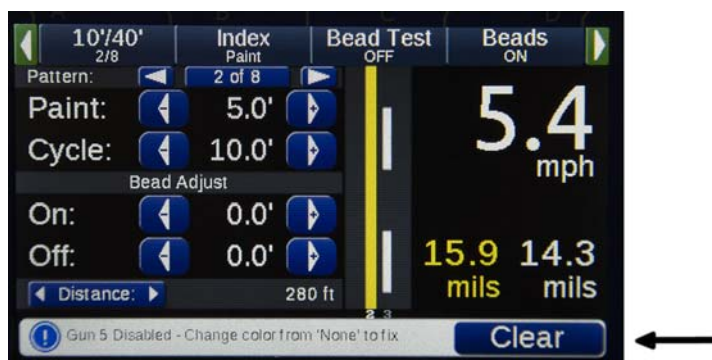 10'/40'
2/8
Index
Paint
Bead Test
OFF
Beads
ON
Pattern: 2 of 8
Paint: - 5.0' +
Cycle: - 10.0' +
Bead Adjust
On: - 0.0' +
Off: - 0.0' +
Distance: 280 ft
2 3
5.4
mph
15.9 14.3
mils mils
Gun 5 Disabled - Change color from 'None' to fix
Clear